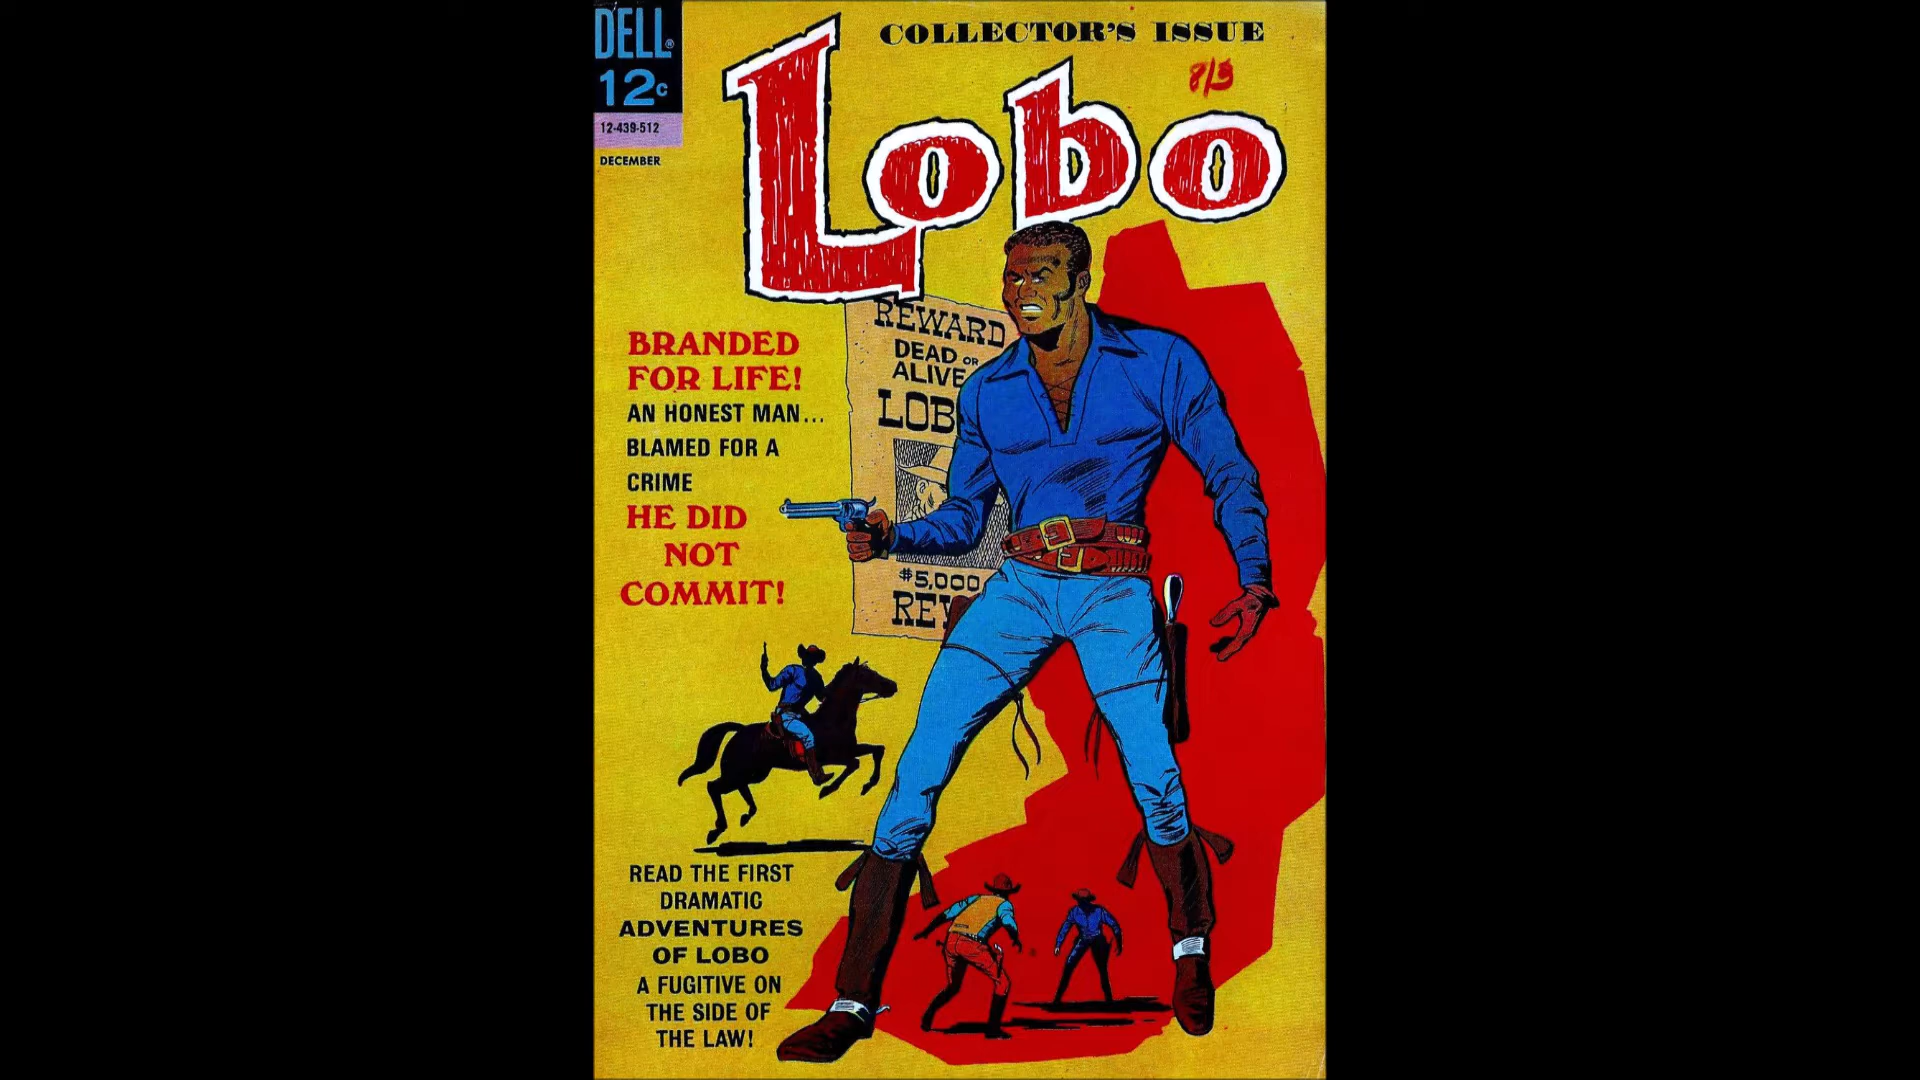 DELL®
12c
12-439-512
DECEMBER
COLLECTOR'S ISSUE
8/3
Lobo
REWARD
DEAD OR
ALIVE
LOB
$5,000
BRANDED
FOR LIFE!
AN HONEST MAN...
BLAMED FOR A
CRIME
HE DID
NOT
COMMIT!
READ THE FIRST
DRAMATIC
ADVENTURES
OF LOBO
A FUGITIVE ON
THE SIDE OF
THE LAW!